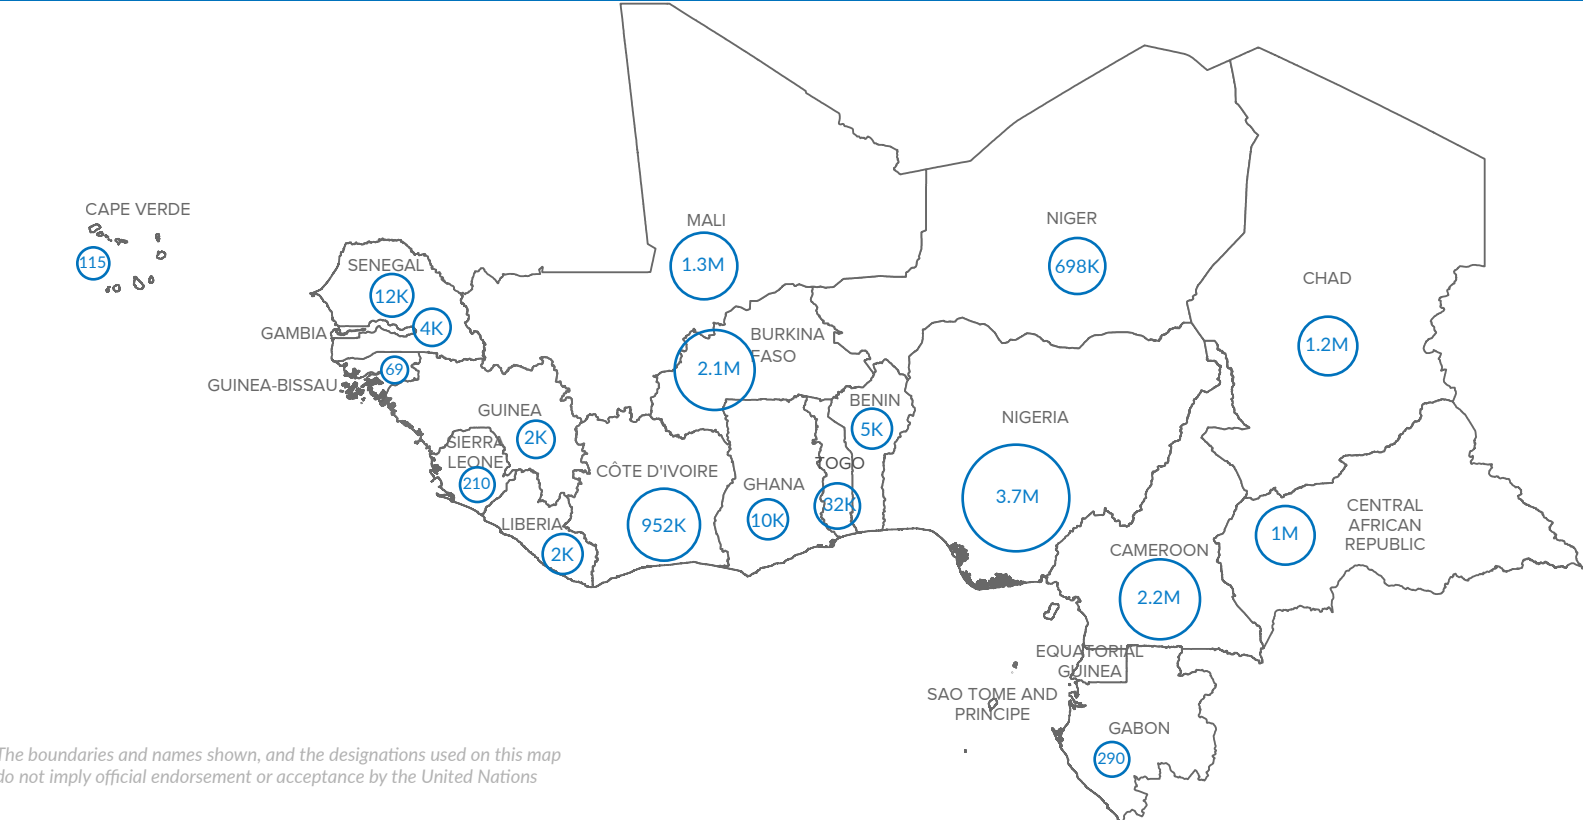 CAPE VERDE
115
MALI
1.3M
NIGER
698K
CHAD
1.2M
SENEGAL
12K
GAMBIA
4K
69
GUINEA-BISSAU
BURKINA
FASO
2.1M
GUINEA
2K
SIERRA
LEONE
210
LIBERIA
2K
CÔTE D'IVOIRE
952K
GHANA
10K
TOGO
32K
BENIN
5K
NIGERIA
3.7M
CENTRAL
AFRICAN
REPUBLIC
1M
CAMEROON
2.2M
EQUATORIAL
GUINEA
SAO TOME AND
PRINCIPE
GABON
290
The boundaries and names shown, and the designations used on this map
do not imply official endorsement or acceptance by the United Nations